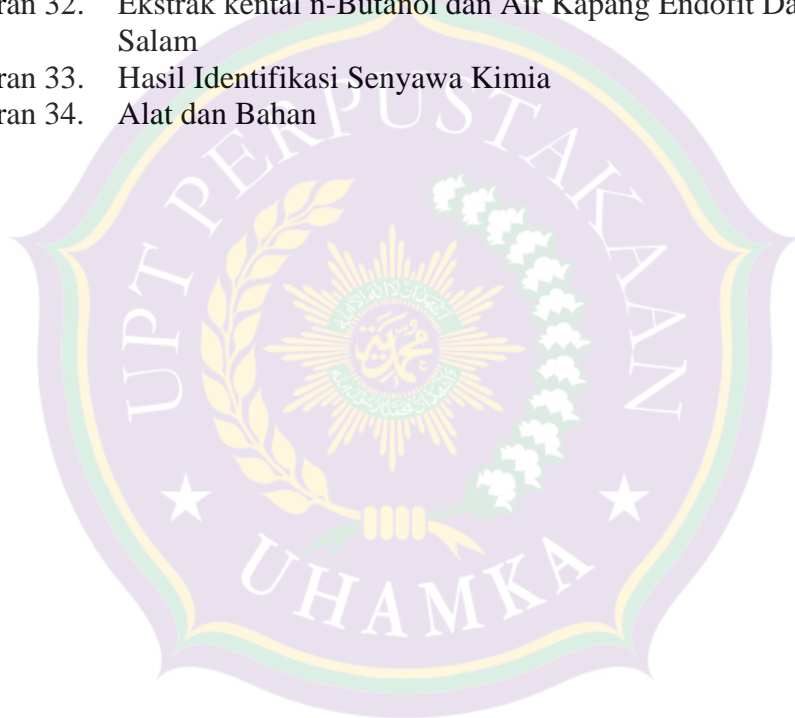 ran 32. Ekstrak kental n-Butanol dan Air Kapang Endofit Da
Salam
ran 33. Hasil Identifikasi Senyawa Kimia
ran 34. Alat dan Bahan
UPT PERPUSTAKAAN
UHAMKA